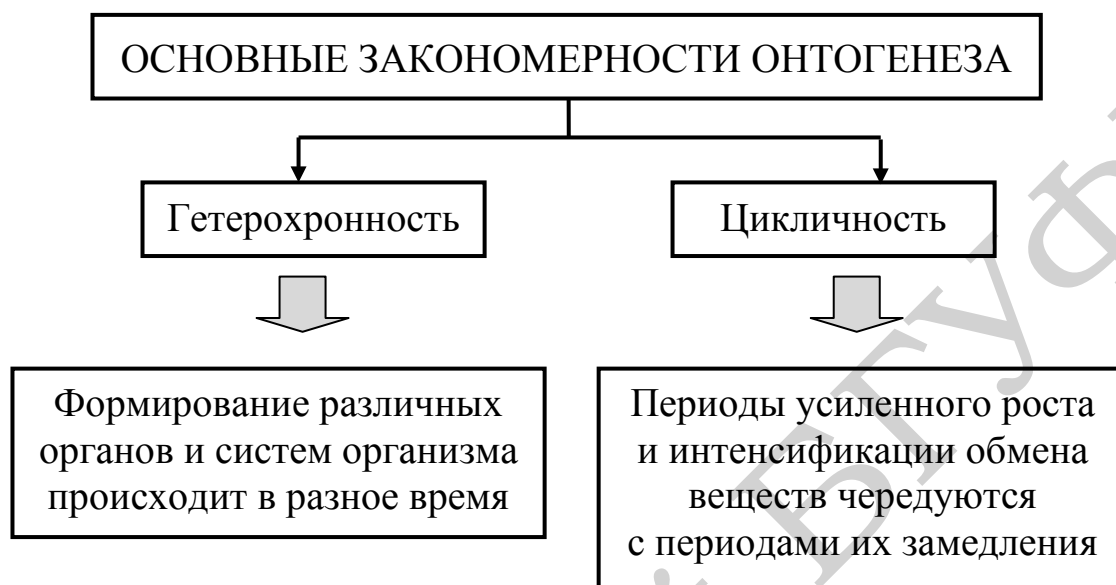 ОСНОВНЫЕ ЗАКОНОМЕРНОСТИ ОНТОГЕНЕЗА
Гетерохронность
Цикличность
Формирование различных
органов и систем организма
происходит в разное время
Периоды усиленного роста
и интенсификации обмена
веществ чередуются
с периодами их замедления